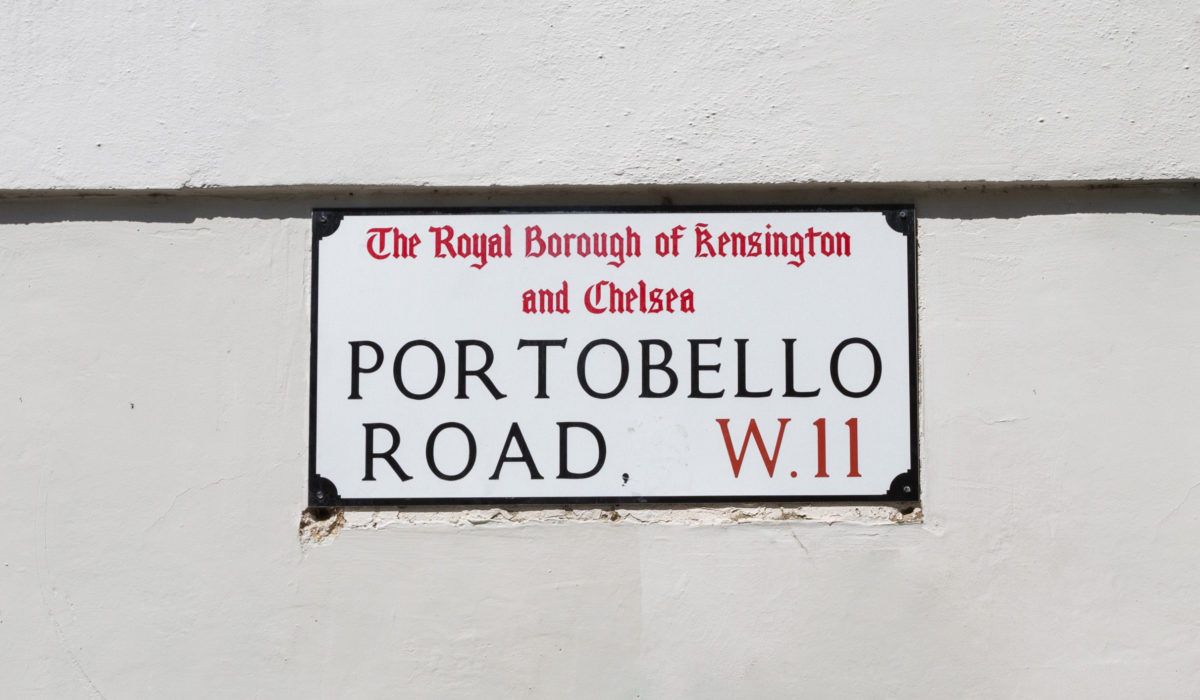 The Royal Borough of Kensington
and Chelsea
PORTOBELLO
ROAD. W.11